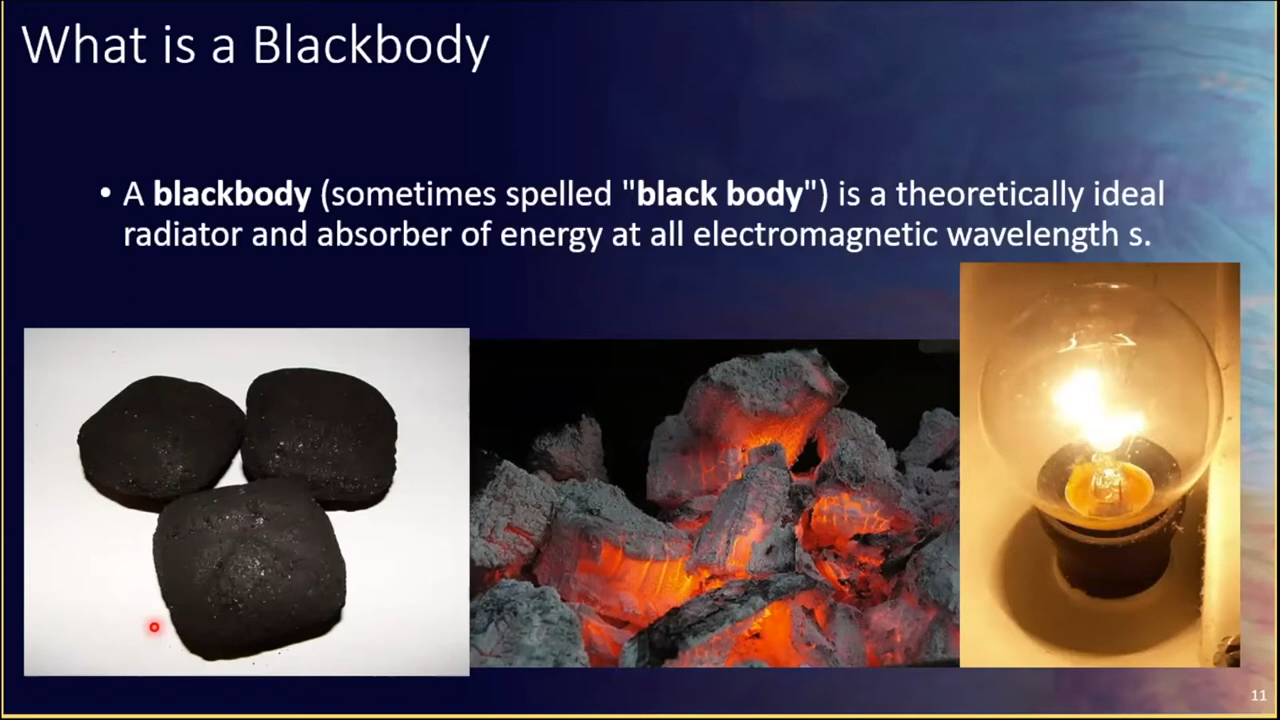 What is a Blackbody
• A blackbody (sometimes spelled "black body") is a theoretically ideal
radiator and absorber of energy at all electromagnetic wavelength s.
11